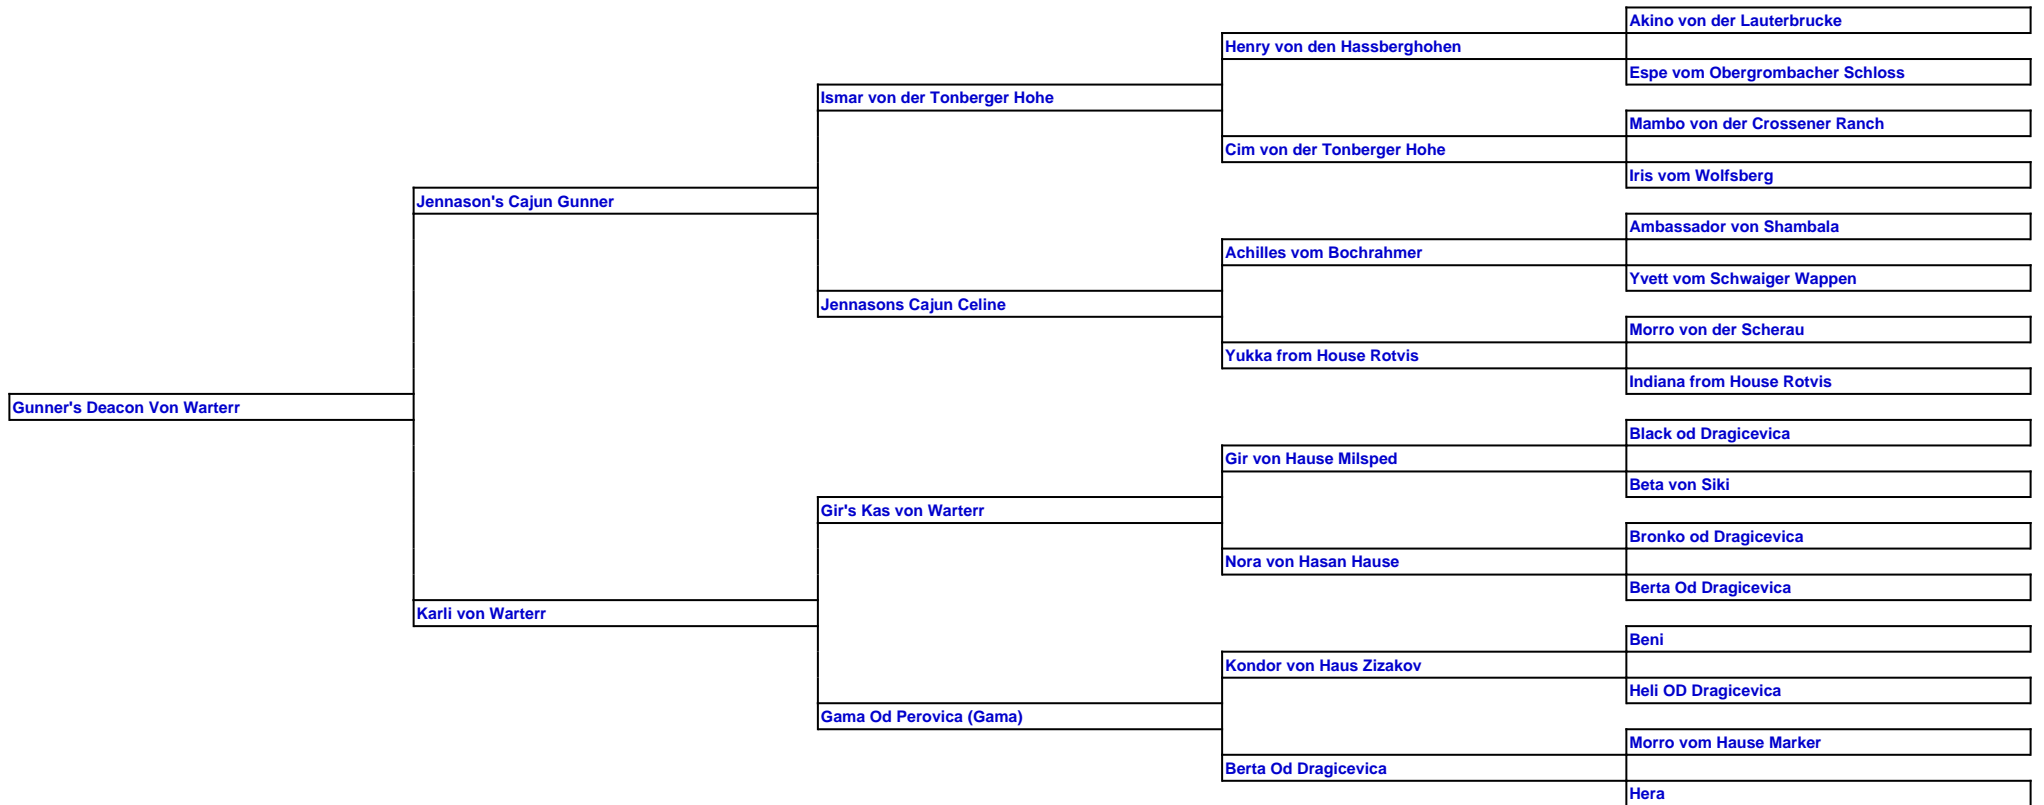 Akino von der Lauterbrucke
Henry von den Hassberghohen
Espe vom Obergrombacher Schloss
Ismar von der Tonberger Hohe
Mambo von der Crossener Ranch
Cim von der Tonberger Hohe
Iris vom Wolfsberg
Jennason's Cajun Gunner
Ambassador von Shambala
Achilles vom Bochrahmer
Yvett vom Schwaiger Wappen
Jennasons Cajun Celine
Morro von der Scherau
Yukka from House Rotvis
Indiana from House Rotvis
Gunner's Deacon Von Warterr
Black od Dragicevica
Gir von Hause Milsped
Beta von Siki
Gir's Kas von Warterr
Bronko od Dragicevica
Nora von Hasan Hause
Berta Od Dragicevica
Karli von Warterr
Beni
Kondor von Haus Zizakov
Heli OD Dragicevica
Gama Od Perovica (Gama)
Morro vom Hause Marker
Berta Od Dragicevica
Hera